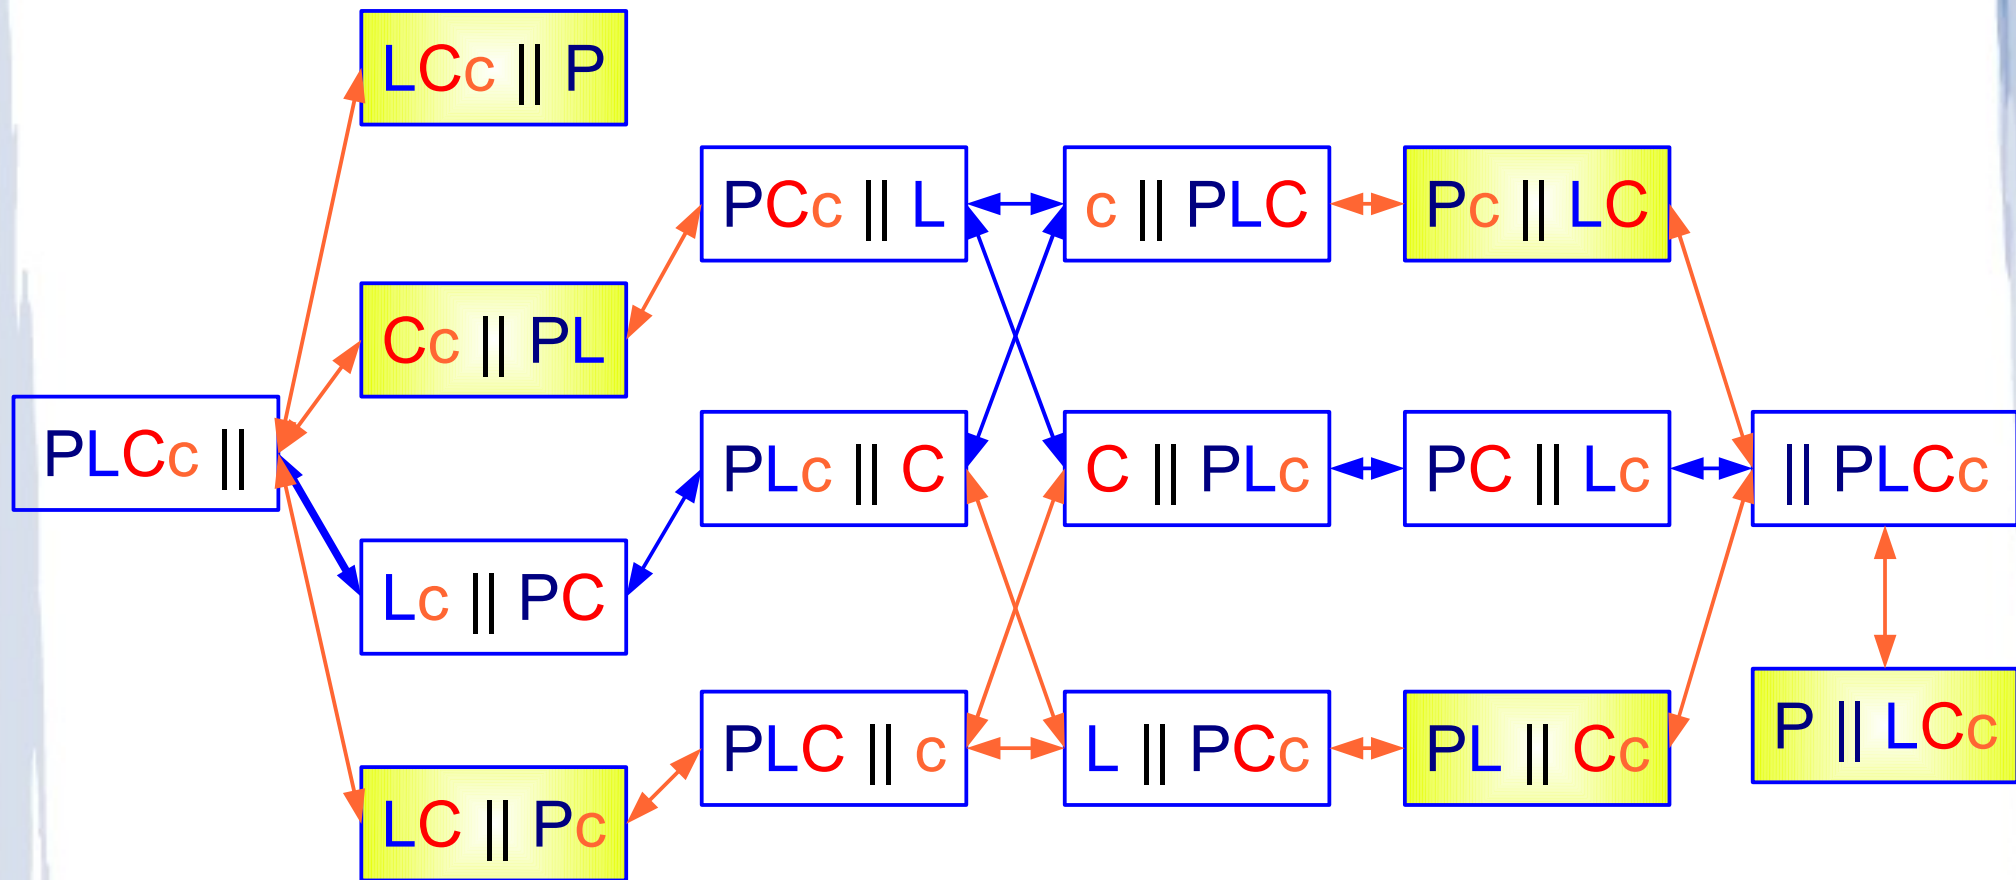 LCc || P
PCc || L
c || PLC
Pc || LC
Cc || PL
PLCc ||
PLc || C
C || PLc
PC || Lc
|| PLCc
Lc || PC
PLC || c
L || PCc
PL || Cc
P || LCc
LC || Pc